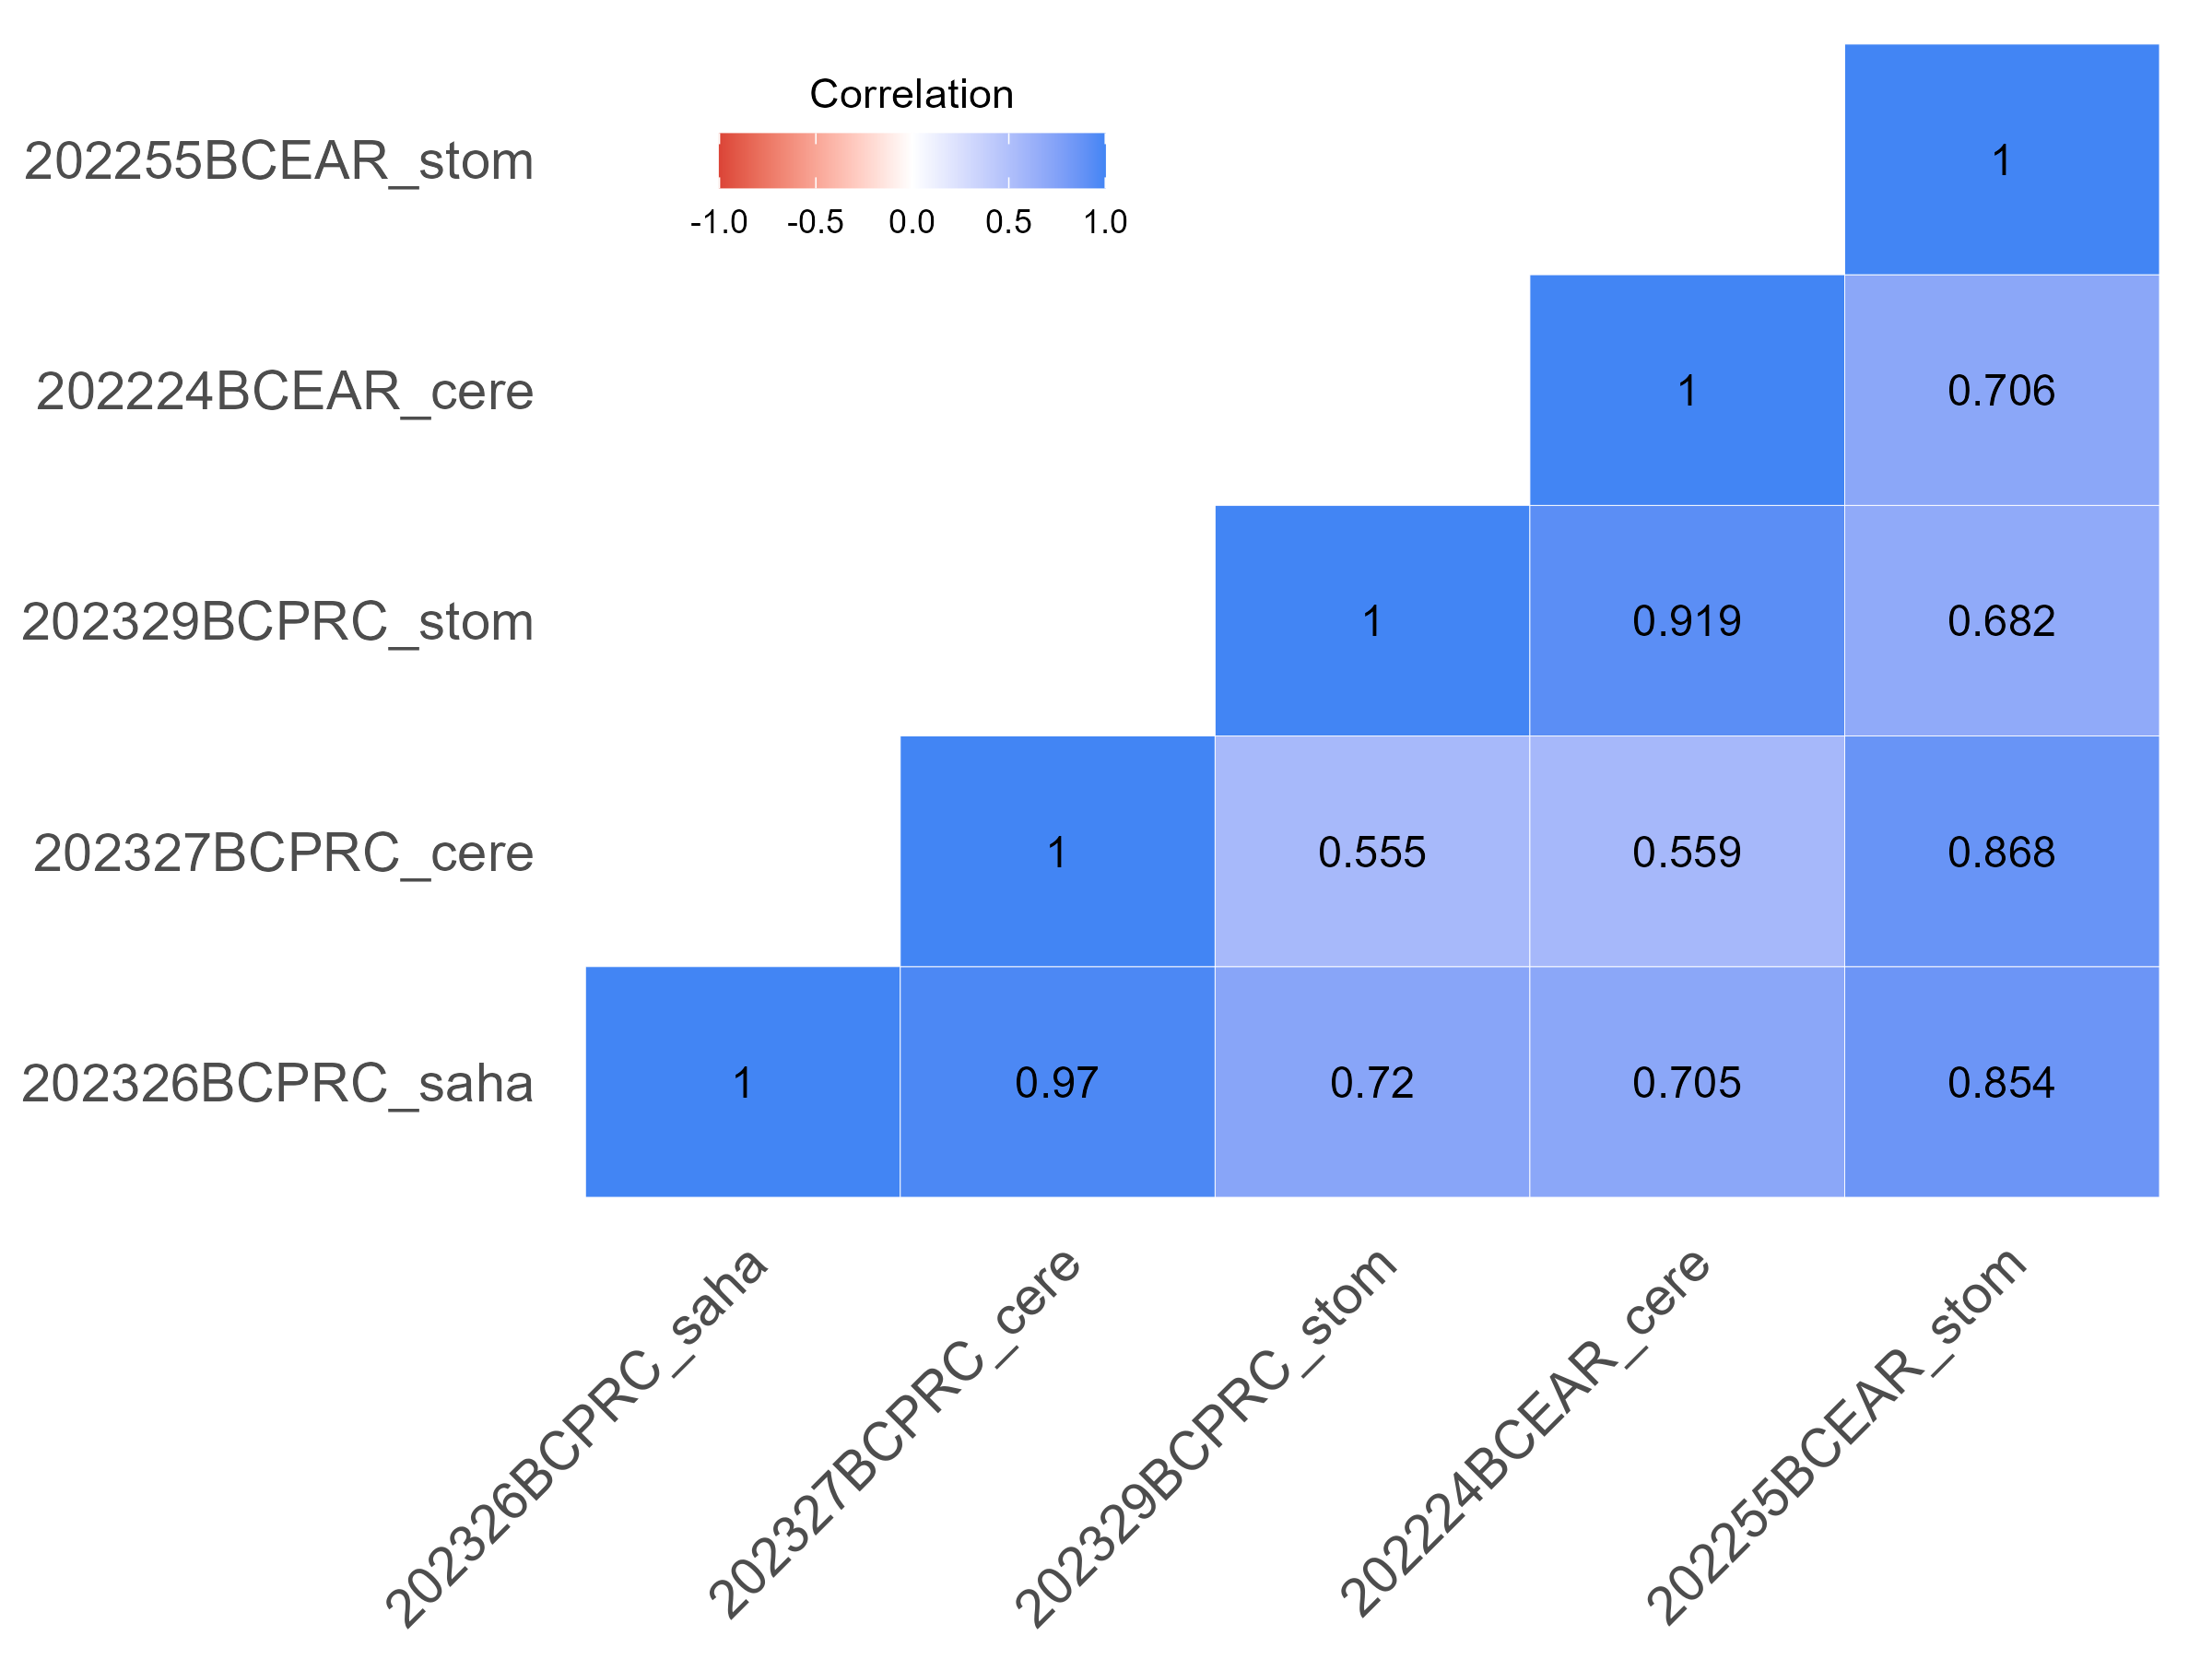 Correlation
-1.0 -0.5 0.0 0.5 1.0
202255BCEAR_stom 1
202224BCEAR_cere 1 0.706
202329BCPRC_stom 1 0.919 0.682
202327BCPRC_cere 1 0.555 0.559 0.868
202326BCPRC_saha 1 0.97 0.72 0.705 0.854
202326BCPRC_saha
202327BCPRC_cere
202329BCPRC_stom
202224BCEAR_cere
202255BCEAR_stom